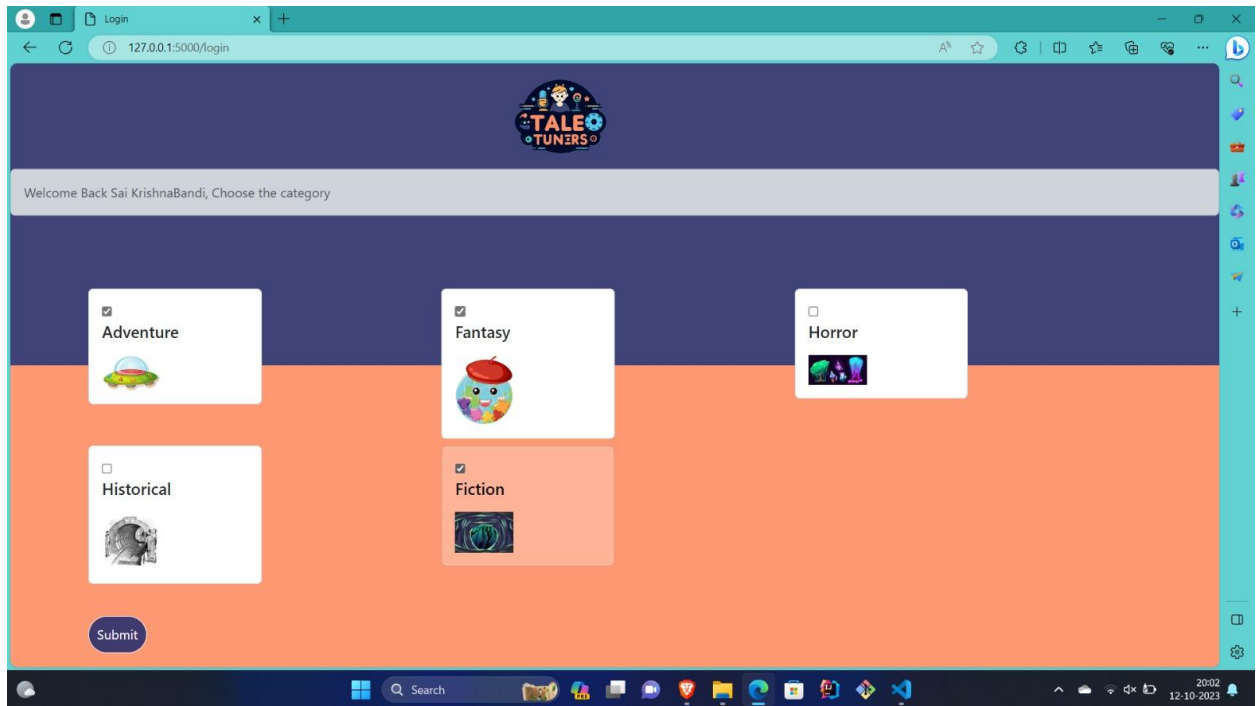 Login
127.0.0.1:5000/login
TALE
TUNERS
Welcome Back Sai KrishnaBandi, Choose the category
Adventure
Fantasy
Horror
Historical
Fiction
Submit
Search
20:02
12-10-2023